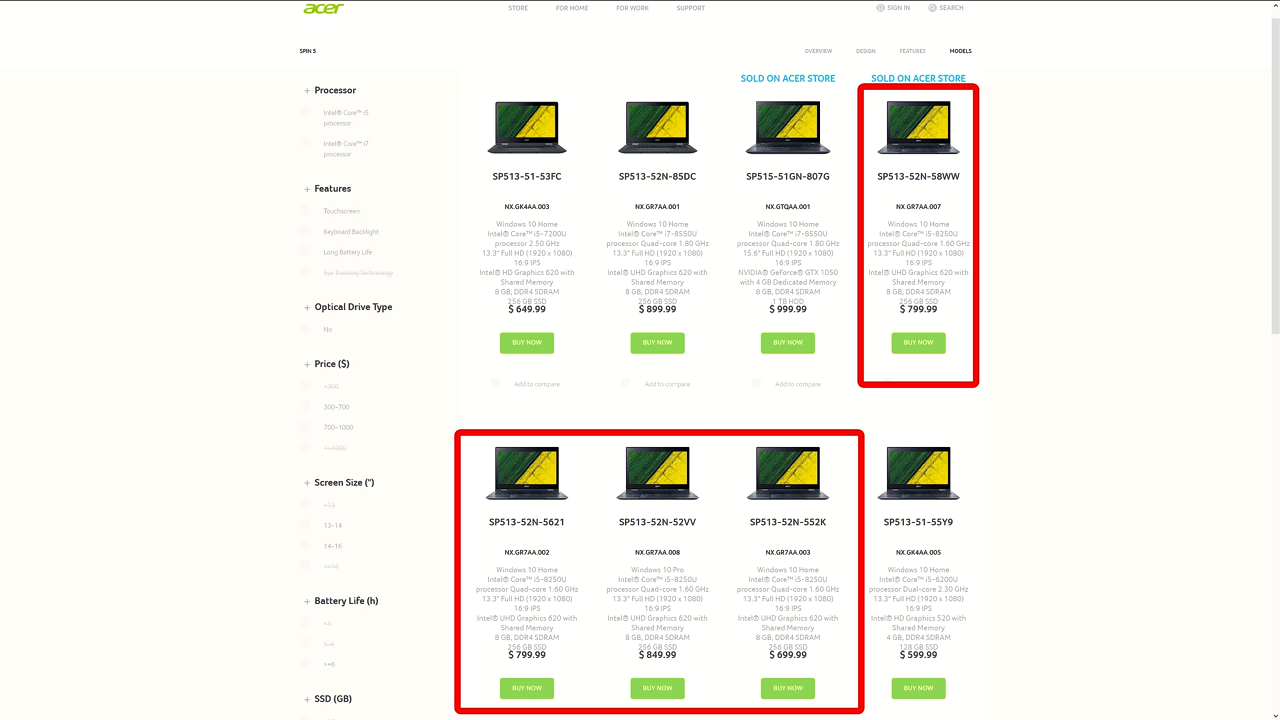 acer
STORE
FOR HOME
FOR WORK
SUPPORT
SIGN IN
SEARCH
SPIN 5
OVERVIEW
DESIGN
FEATURES
MODELS
+ Processor
Intel® Core™ i5
processor
Intel® Core™ i7
processor
+ Features
Touchscreen
Keyboard Backlight
Long Battery Life
Eye Tracking Technology
+ Optical Drive Type
No
+ Price ($)
<300
300-700
700-1000
>=1000
+ Screen Size (")
<13
13-14
14-16
>=16
+ Battery Life (h)
<5
5-6
>=6
+ SSD (GB)
SP513-51-53FC
NX.GK4AA.003
Windows 10 Home
Intel® Core™ i5-7200U
processor 2.50 GHz
13.3" Full HD (1920 x 1080)
16:9 IPS
Intel® HD Graphics 620 with
Shared Memory
8 GB, DDR4 SDRAM
256 GB SSD
$ 649.99
BUY NOW
Add to compare
SP513-52N-85DC
NX.GR7AA.001
Windows 10 Home
Intel® Core™ i7-8550U
processor Quad-core 1.80 GHz
13.3" Full HD (1920 x 1080)
16:9 IPS
Intel® UHD Graphics 620 with
Shared Memory
8 GB, DDR4 SDRAM
256 GB SSD
$ 899.99
BUY NOW
Add to compare
SOLD ON ACER STORE
SP515-51GN-807G
NX.GTQAA.001
Windows 10 Home
Intel® Core™ i7-8550U
processor Quad-core 1.80 GHz
15.6" Full HD (1920 x 1080)
16:9 IPS
NVIDIA® GeForce® GTX 1050
with 4 GB Dedicated Memory
8 GB, DDR4 SDRAM
1 TB HDD
$ 999.99
BUY NOW
Add to compare
SOLD ON ACER STORE
SP513-52N-58WW
NX.GR7AA.007
Windows 10 Home
Intel® Core™ i5-8250U
processor Quad-core 1.60 GHz
13.3" Full HD (1920 x 1080)
16:9 IPS
Intel® UHD Graphics 620 with
Shared Memory
8 GB, DDR4 SDRAM
256 GB SSD
$ 799.99
BUY NOW
SP513-52N-5621
NX.GR7AA.002
Windows 10 Home
Intel® Core™ i5-8250U
processor Quad-core 1.60 GHz
13.3" Full HD (1920 x 1080)
16:9 IPS
Intel® UHD Graphics 620 with
Shared Memory
8 GB, DDR4 SDRAM
256 GB SSD
$ 799.99
BUY NOW
SP513-52N-52VV
NX.GR7AA.008
Windows 10 Pro
Intel® Core™ i5-8250U
processor Quad-core 1.60 GHz
13.3" Full HD (1920 x 1080)
16:9 IPS
Intel® UHD Graphics 620 with
Shared Memory
8 GB, DDR4 SDRAM
256 GB SSD
$ 849.99
BUY NOW
SP513-52N-552K
NX.GR7AA.003
Windows 10 Home
Intel® Core™ i5-8250U
processor Quad-core 1.60 GHz
13.3" Full HD (1920 x 1080)
16:9 IPS
Intel® UHD Graphics 620 with
Shared Memory
8 GB, DDR4 SDRAM
256 GB SSD
$ 699.99
BUY NOW
SP513-51-55Y9
NX.GK4AA.005
Windows 10 Home
Intel® Core™ i5-6200U
processor Dual-core 2.30 GHz
13.3" Full HD (1920 x 1080)
16:9 IPS
Intel® HD Graphics 520 with
Shared Memory
4 GB, DDR4 SDRAM
128 GB SSD
$ 599.99
BUY NOW